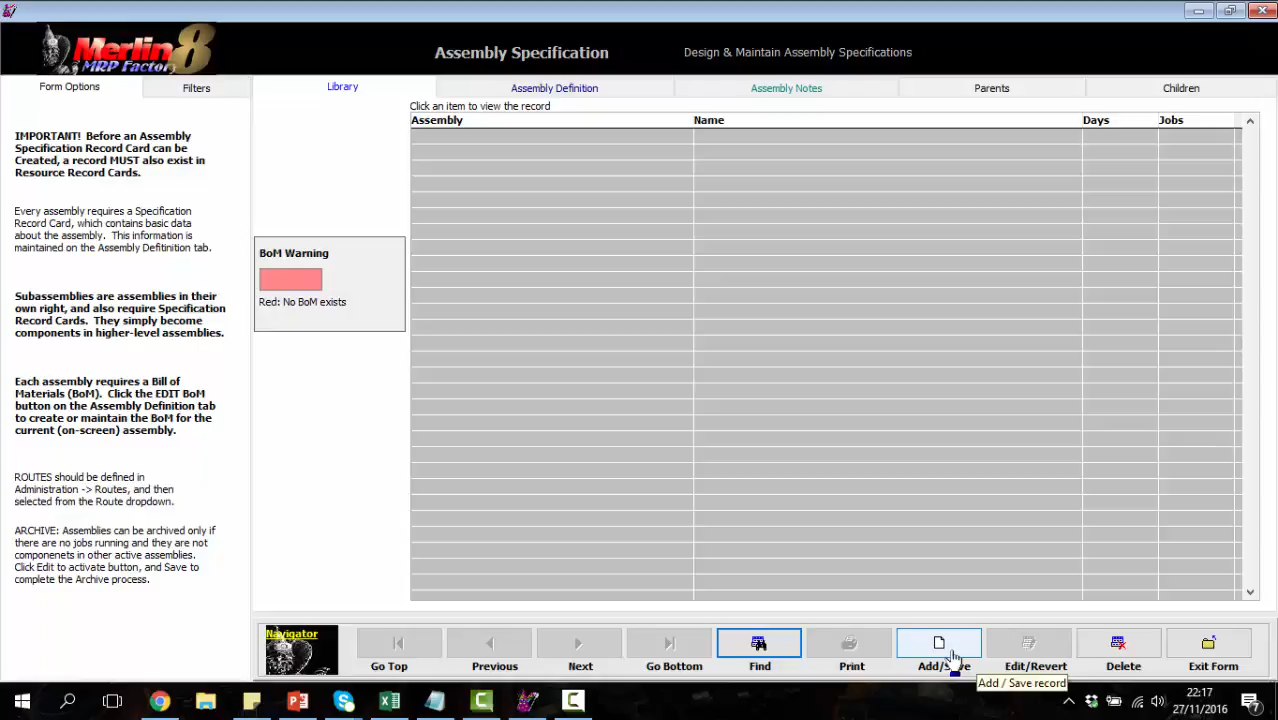 Merlin 8
MRP Factory
Assembly Specification
Design & Maintain Assembly Specifications
Form Options
Filters
Library
Assembly Definition
Assembly Notes
Parents
Children
IMPORTANT! Before an Assembly
Specification Record Card can be
Created, a record MUST also exist in
Resource Record Cards.
Every assembly requires a Specification
Record Card, which contains basic data
about the assembly. This information is
maintained on the Assembly Defitinition tab.
Subassemblies are assemblies in their
own right, and also require Specification
Record Cards. They simply become
components in higher-level assemblies.
Each assembly requires a Bill of
Materials (BoM). Click the EDIT BoM
button on the Assembly Definition tab
to create or maintain the BoM for the
current (on-screen) assembly.
ROUTES should be defined in
Administration -> Routes, and then
selected from the Route dropdown.
ARCHIVE: Assemblies can be archived only if
there are no jobs running and they are not
componenets in other active assemblies.
Click Edit to activate button, and Save to
complete the Archive process.
BoM Warning
Red: No BoM exists
Click an item to view the record
Assembly
Name
Days
Jobs
Navigator
Go Top
Previous
Next
Go Bottom
Find
Print
Add/Save
Edit/Revert
Delete
Exit Form
Add / Save record
22:17
27/11/2016
7